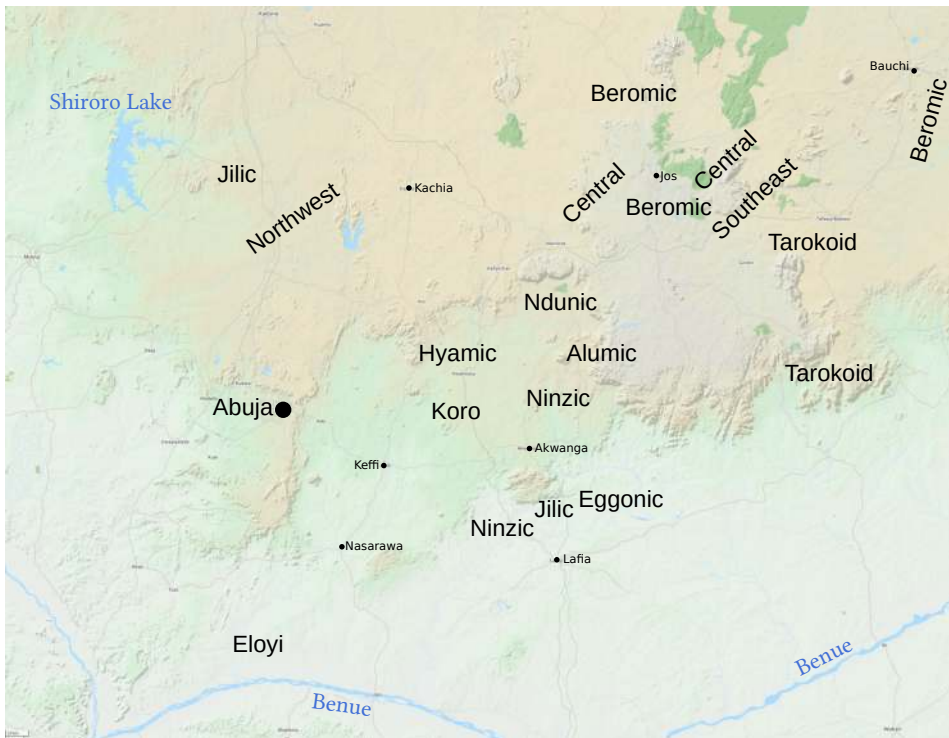 Bauchi
Beromic
Beromic
Shiroro Lake
Jilic
Northwest
Kachia
Central
Jos
Central
Beromic
Southeast
Tarokoid
Ndunic
Hyamic
Alumic
Tarokoid
Abuja
Koro
Ninzic
Akwanga
Keffi
Jilic
Eggonic
Ninzic
Nasarawa
Lafia
Eloyi
Benue
Benue